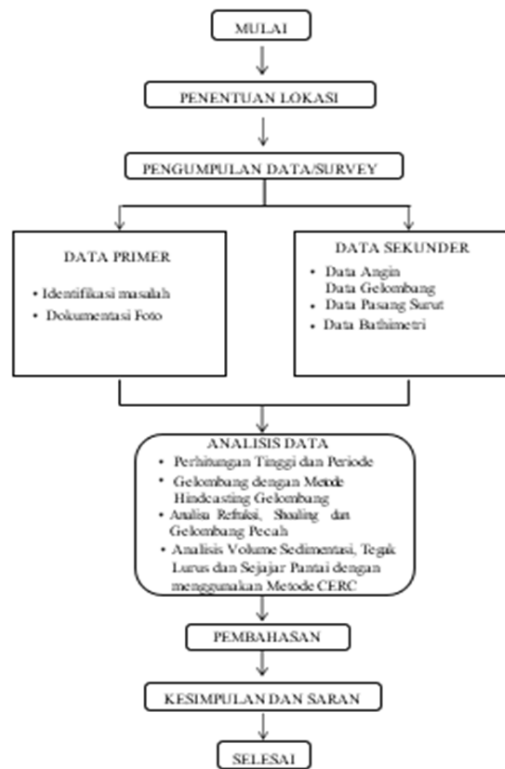 MULAI
PENENTUAN LOKASI
PENGUMPULAN DATA/SURVEY
DATA PRIMER
• Identifikasi masalah
• Dokumentasi Foto
DATA SEKUNDER
• Data Angin
Data Gelombang
• Data Pasang Surut
• Data Bathimetri
ANALISIS DATA
• Perhitungan Tinggi dan Periode
• Gelombang dengan Metode
Hindcasting Gelombang
• Analisa Refraksi, Shoaling dan
Gelombang Pecah
• Analisis Volume Sedimentasi, Tegak
Lurus dan Sejajar Pantai dengan
menggunakan Metode CERC
PEMBAHASAN
KESIMPULAN DAN SARAN
SELESAI